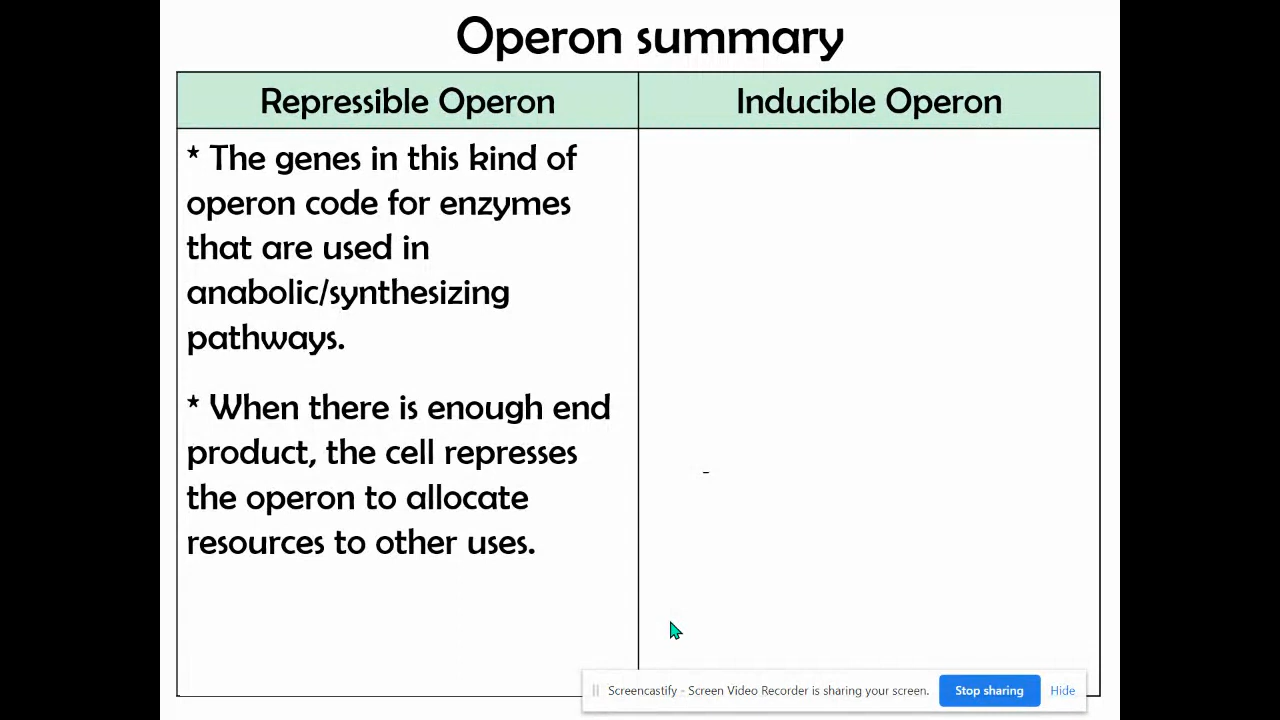 Operon summary
Repressible Operon
Inducible Operon
* The genes in this kind of
operon code for enzymes
that are used in
anabolic/synthesizing
pathways.
* When there is enough end
product, the cell represses
the operon to allocate
resources to other uses.
-
Screencastify - Screen Video Recorder is sharing your screen.
Stop sharing
Hide